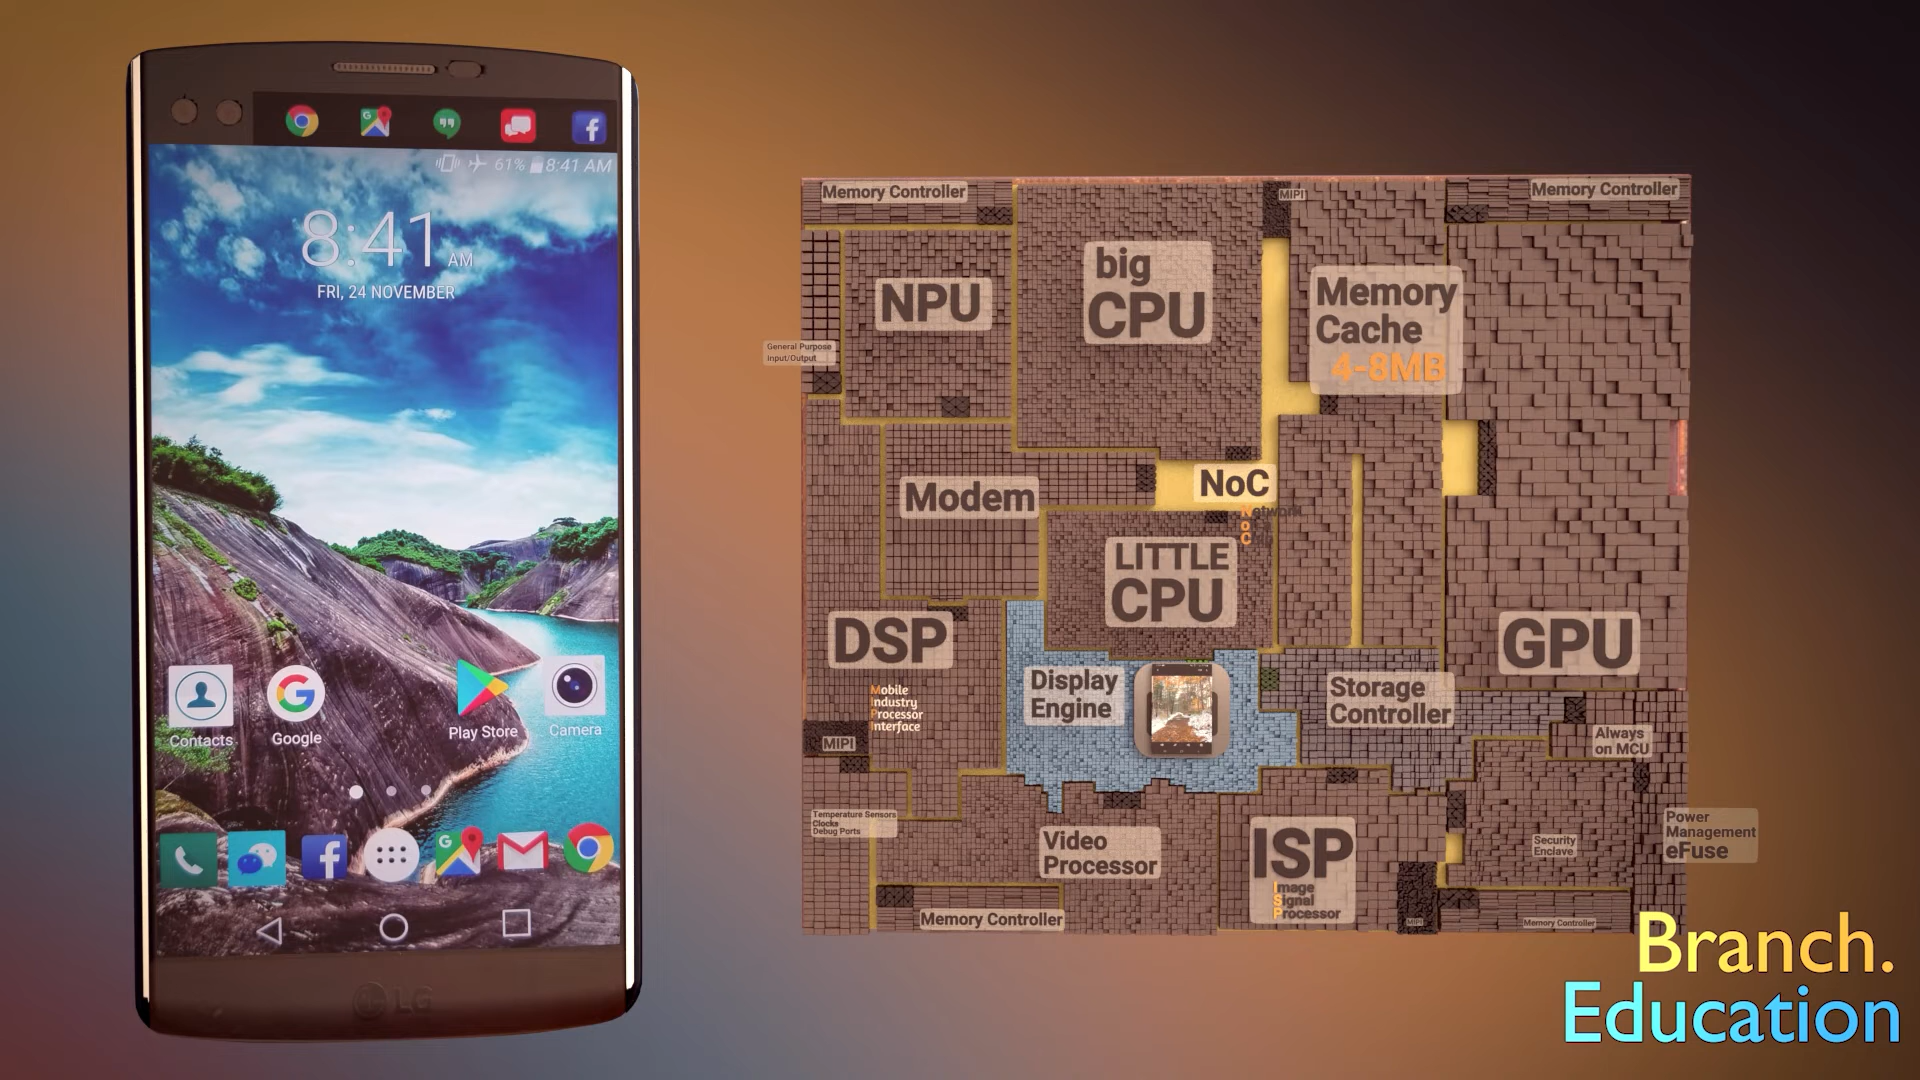 61% 8:41 AM
8:41 AM
FRI, 24 NOVEMBER
Contacts
Google
Play Store
Camera
LG
Memory Controller
MIPI
Memory Controller
NPU
big
CPU
Memory
Cache
4-8MB
General Purpose
Input/Output
Modem
NoC
Network
LITTLE
CPU
DSP
Mobile
Industry
Processor
Interface
MIPI
Display
Engine
Storage
Controller
GPU
Always
on MCU
Temperature Sensors
Clocks
Debug Ports
Video
Processor
ISP
Image
Signal
Processor
Security
Enclave
Power
Management
eFuse
Memory Controller
MIPI
Memory Controller
Branch.
Education